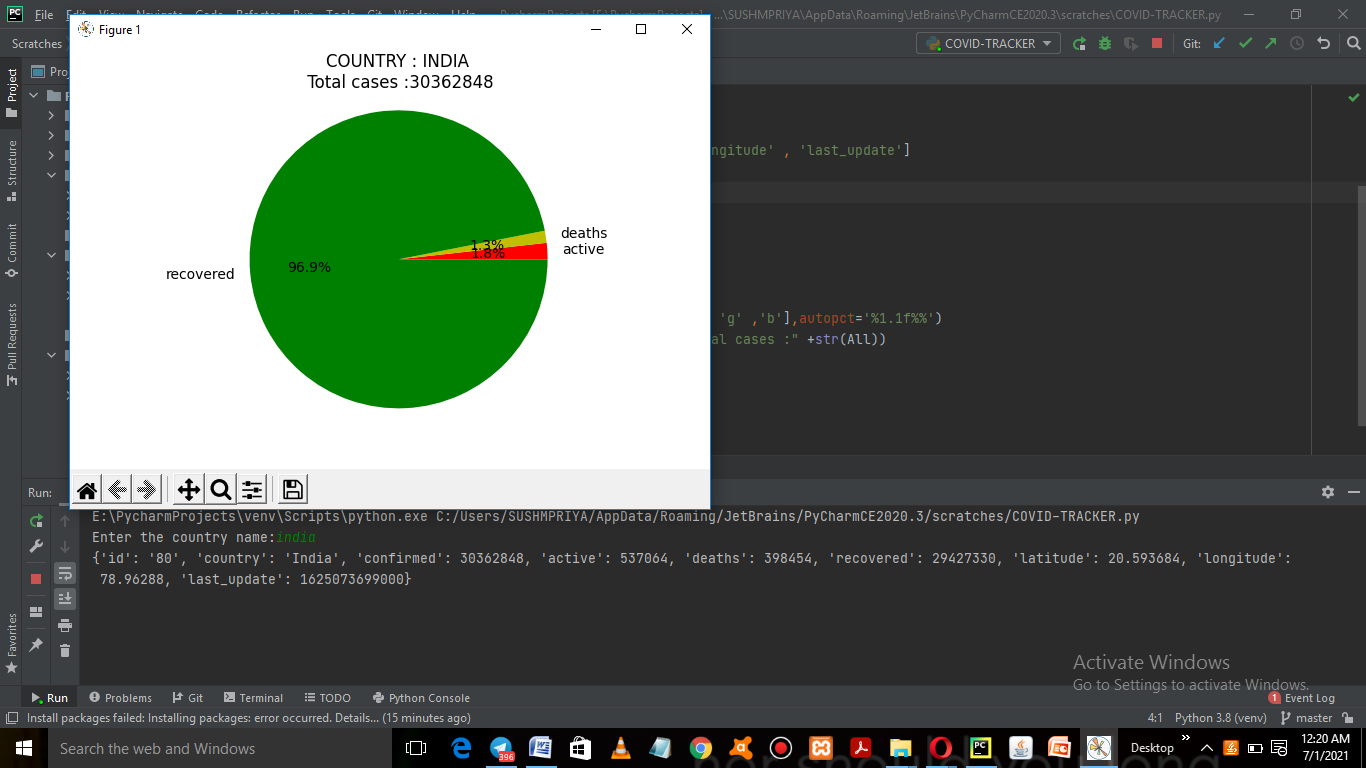 File Edit View Navigate Code Refactor Run Tools Git Window Help
...\SUSHMPRIYA\AppData\Roaming\JetBrains\PyCharmCE2020.3\scratches\COVID-TRACKER.py
Figure 1
Scratches
COVID-TRACKER
Git:
Project
Structure
Commit
Pull Requests
Favorites
COUNTRY : INDIA
Total cases :30362848
deaths
active
recovered
96.9%
1.3%
1.8%
ngitude' , 'last_update']
'g' ,'b'],autopct='%1.1f%%')
al cases :" +str(All))
Run:
E:\PycharmProjects\venv\Scripts\python.exe C:/Users/SUSHMPRIYA/AppData/Roaming/JetBrains/PyCharmCE2020.3/scratches/COVID-TRACKER.py
Enter the country name:india
{'id': '80', 'country': 'India', 'confirmed': 30362848, 'active': 537064, 'deaths': 398454, 'recovered': 29427330, 'latitude': 20.593684, 'longitude':
78.96288, 'last_update': 1625073699000}
Activate Windows
Go to Settings to activate Windows.
Run Problems Git Terminal TODO Python Console
1 Event Log
Install packages failed: Installing packages: error occurred. Details... (15 minutes ago)
4:1 Python 3.8 (venv) master
Search the web and Windows
396
Desktop
12:20 AM
7/1/2021